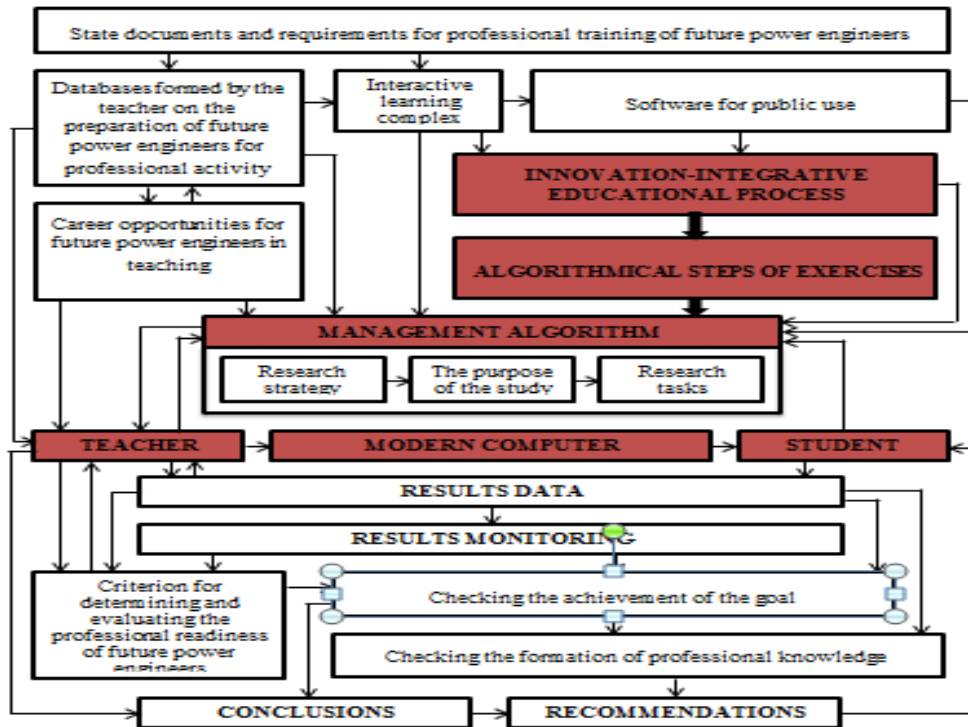 State documents and requirements for professional training of future power engineers
Databases formed by the
teacher on the
preparation of future
power engineers for
professional activity
Interactive
learning
complex
Software for public use
INNOVATION-INTEGRATIVE
EDUCATIONAL PROCESS
Career opportunities for
future power engineers in
teaching
ALGORITHMICAL STEPS OF EXERCISES
MANAGEMENT ALGORITHM
Research
strategy
The purpose
of the study
Research
tasks
TEACHER
MODERN COMPUTER
STUDENT
RESULTS DATA
RESULTS MONITORING
Criterion for
determining and
evaluating the
professional readiness
of future power
engineers
Checking the achievement of the goal
Checking the formation of professional knowledge
CONCLUSIONS
RECOMMENDATIONS